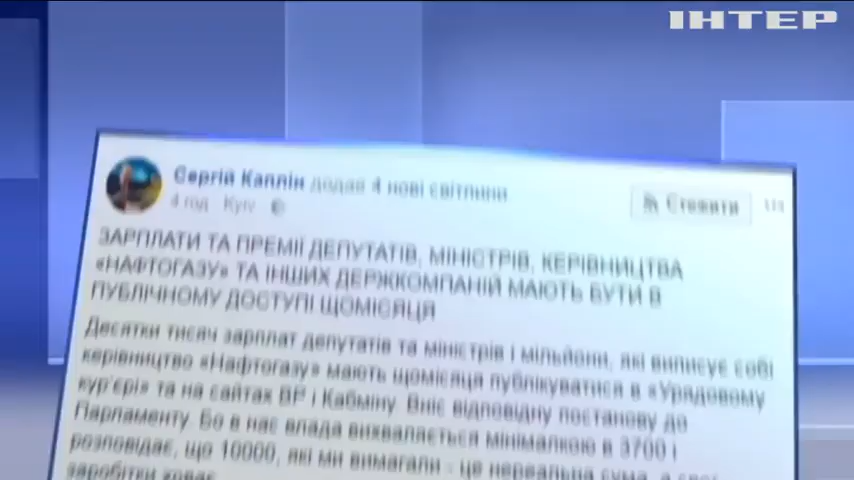 ІНТЕР
Сергій Каплін додав 4 нові світлини
4 год · Kyiv
Стежити
ЗАРПЛАТИ ТА ПРЕМІЇ ДЕПУТАТІВ, МІНІСТРІВ, КЕРІВНИЦТВА
«НАФТОГАЗУ» ТА ІНШИХ ДЕРЖКОМПАНІЙ МАЮТЬ БУТИ В
ПУБЛІЧНОМУ ДОСТУПІ ЩОМІСЯЦЯ
Десятки тисяч зарплат депутатів та міністрів і мільйони, які виписує собі
керівництво «Нафтогазу» мають щомісяця публікуватися в «Урядовому
кур'єрі» та на сайтах ВР і Кабміну. Вніс відповідну постанову до
Парламенту. Бо в нас влада вихваляється мінімалкою в 3700 і
розповідає, що 10000, які ми вимагали - це нереальна сума, а свої
заробітки ховає